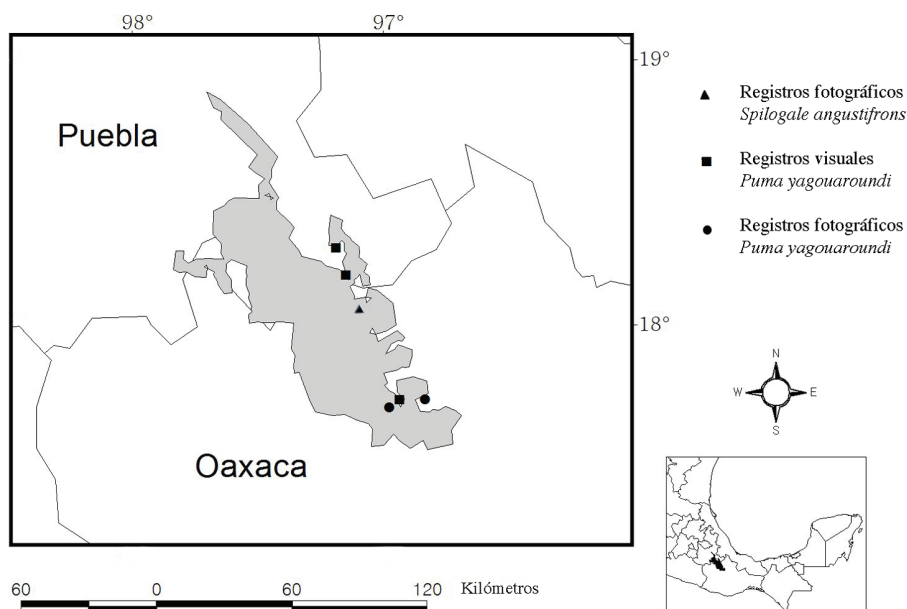 98°
97°
19°
Puebla
Registros fotográficos
Spilogale angustifrons
Registros visuales
Puma yagouaroundi
Registros fotográficos
Puma yagouaroundi
18°
N
W
E
S
Oaxaca
60
0
60
120
Kilómetros